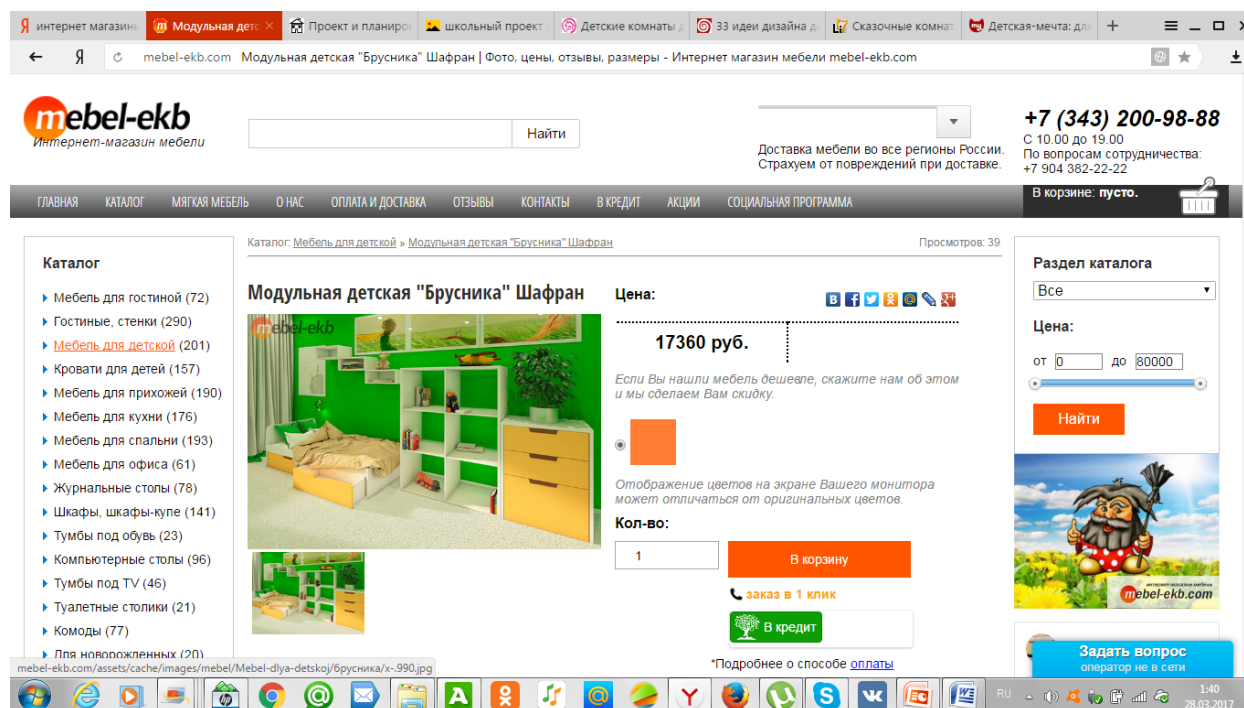 интернет магазинь
Модульная детс
Проект и планиро
школьный проект
Детские комнаты д
33 идеи дизайна д
Сказочные комнат
Детская-мечта: дл
mebel-ekb.com Модульная детская "Брусника" Шафран | Фото, цены, отзывы, размеры - Интернет магазин мебели mebel-ekb.com
mebel-ekb
Интернет-магазин мебели
Найти
Доставка мебели во все регионы России.
Страхуем от повреждений при доставке.
+7 (343) 200-98-88
С 10.00 до 19.00
По вопросам сотрудничества:
+7 904 382-22-22
ГЛАВНАЯ КАТАЛОГ МЯГКАЯ МЕБЕЛЬ О НАС ОПЛАТА И ДОСТАВКА ОТЗЫВЫ КОНТАКТЫ В КРЕДИТ АКЦИИ СОЦИАЛЬНАЯ ПРОГРАММА
В корзине: пусто.
Каталог
Мебель для гостиной (72)
Гостиные, стенки (290)
Мебель для детской (201)
Кровати для детей (157)
Мебель для прихожей (190)
Мебель для кухни (176)
Мебель для спальни (193)
Мебель для офиса (61)
Журнальные столы (78)
Шкафы, шкафы-купе (141)
Тумбы под обувь (23)
Компьютерные столы (96)
Тумбы под TV (46)
Туалетные столики (21)
Комоды (77)
Для новорожденных (20)
Каталог: Мебель для детской » Модульная детская "Брусника" Шафран
Просмотров: 39
Модульная детская "Брусника" Шафран
mebel-ekb
Цена:
17360 руб.
Если Вы нашли мебель дешевле, скажите нам об этом
и мы сделаем Вам скидку.
Отображение цветов на экране Вашего монитора
может отличаться от оригинальных цветов.
Кол-во:
1
В корзину
заказ в 1 клик
В кредит
*Подробнее о способе оплаты
Раздел каталога
Все
Цена:
от 0 до 80000
Найти
интернет-магазин мебели
mebel-ekb.com
Задать вопрос
оператор не в сети
mebel-ekb.com/assets/cache/images/mebel/Mebel-dlya-detskoj/брусника/x-.990.jpg
RU
1:40
28.03.2017